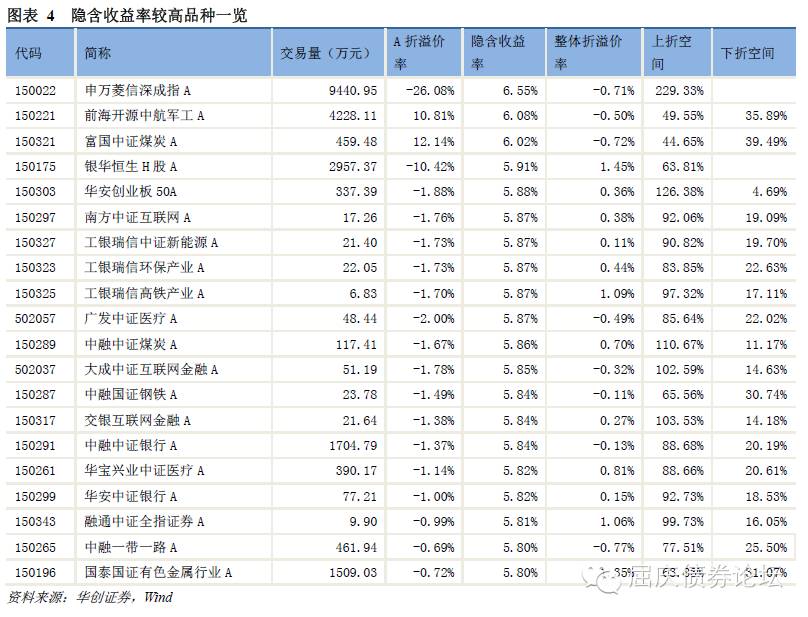 图表 4 隐含收益率较高品种一览
代码 简称 交易量（万元） A 折溢价率 隐含收益率 整体折溢价率 上折空间 下折空间
150022 申万菱信深成指 A 9440.95 -26.08% 6.55% -0.71% 229.33%
150221 前海开源中航军工 A 4228.11 10.81% 6.08% -0.50% 49.55% 35.89%
150321 富国中证煤炭 A 459.48 12.14% 6.02% -0.72% 44.65% 39.49%
150175 银华恒生 H 股 A 2957.37 -10.42% 5.91% 1.45% 63.81%
150303 华安创业板 50A 337.39 -1.88% 5.88% 0.36% 126.38% 4.69%
150297 南方中证互联网 A 17.26 -1.76% 5.87% 0.38% 92.06% 19.09%
150327 工银瑞信中证新能源 A 21.40 -1.73% 5.87% 0.11% 90.82% 19.70%
150323 工银瑞信环保产业 A 22.05 -1.73% 5.87% 0.44% 83.85% 22.63%
150325 工银瑞信高铁产业 A 6.83 -1.70% 5.87% 1.09% 97.32% 17.11%
502057 广发中证医疗 A 48.44 -2.00% 5.87% -0.49% 85.64% 22.02%
150289 中融中证煤炭 A 117.41 -1.67% 5.86% 0.70% 110.67% 11.17%
502037 大成中证互联网金融 A 51.19 -1.78% 5.85% -0.32% 102.59% 14.63%
150287 中融国证钢铁 A 23.78 -1.49% 5.84% -0.11% 65.56% 30.74%
150317 交银互联网金融 A 21.64 -1.38% 5.84% 0.27% 103.53% 14.18%
150291 中融中证银行 A 1704.79 -1.37% 5.84% -0.13% 88.68% 20.19%
150261 华宝兴业中证医疗 A 390.17 -1.14% 5.82% 0.81% 88.66% 20.61%
150299 华安中证银行 A 77.21 -1.00% 5.82% 0.15% 92.73% 18.53%
150343 融通中证全指证券 A 9.90 -0.99% 5.81% 1.06% 99.73% 16.05%
150265 中融一带一路 A 461.94 -0.69% 5.80% -0.77% 77.51% 25.50%
150196 国泰国证有色金属行业 A 1509.03 -0.72% 5.80%
屈庆债券论坛
资料来源：华创证券，Wind